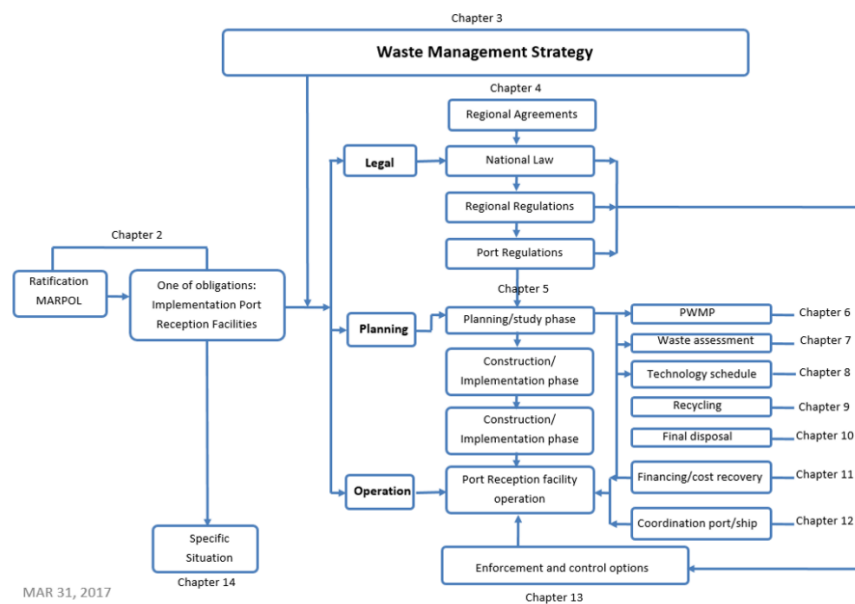 Chapter 3
Waste Management Strategy
Chapter 4
Regional Agreements
Legal
National Law
Regional Regulations
Chapter 2
Port Regulations
Ratification
MARPOL
One of obligations:
Implementation Port
Reception Facilities
Chapter 5
Planning
Planning/study phase
PWMP
Chapter 6
Waste assessment
Chapter 7
Construction/
Implementation phase
Technology schedule
Chapter 8
Recycling
Chapter 9
Construction/
Implementation phase
Final disposal
Chapter 10
Operation
Port Reception facility
operation
Financing/cost recovery
Chapter 11
Coordination port/ship
Chapter 12
Specific
Situation
Chapter 14
Enforcement and control options
Chapter 13
MAR 31, 2017